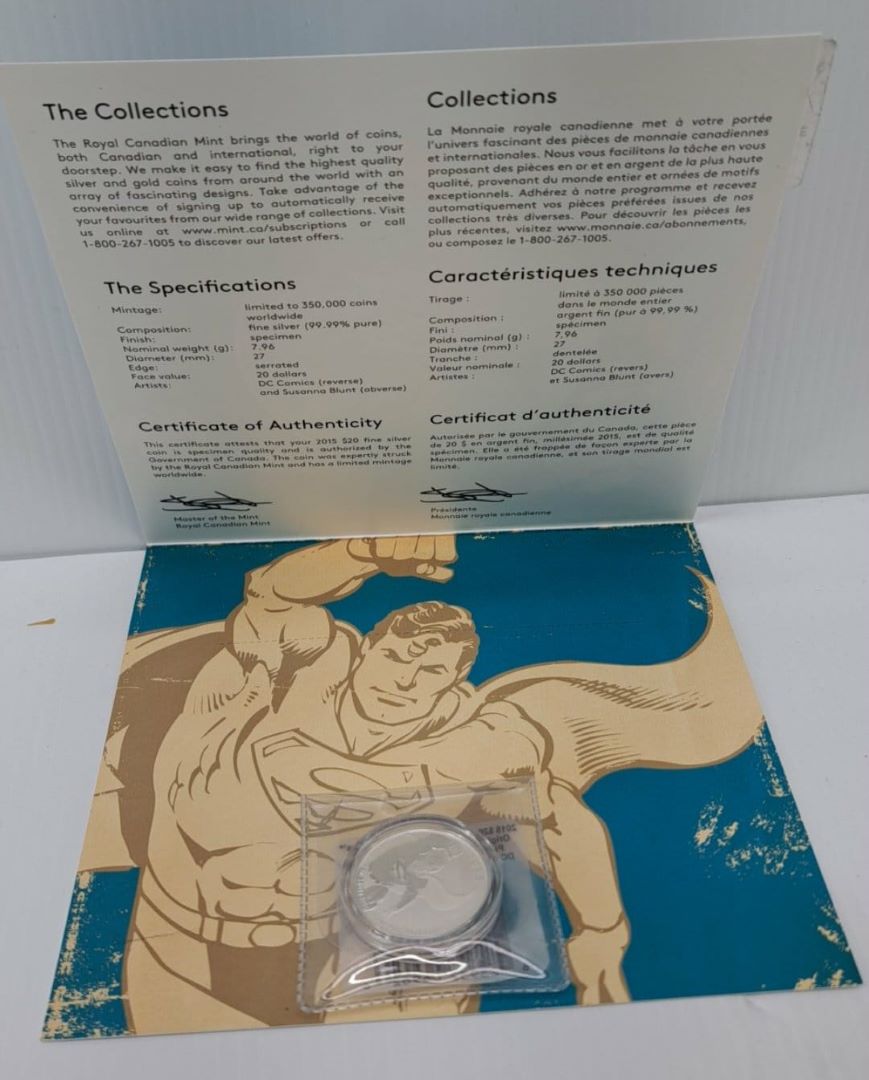 The Collections
The Royal Canadian Mint brings the world of coins,
both Canadian and international, right to your
doorstep. We make it easy to find the highest quality
silver and gold coins from around the world with an
array of fascinating designs. Take advantage of the
convenience of signing up to automatically receive
your favourites from our wide range of collections. Visit
us online at www.mint.ca/subscriptions or call
1-800-267-1005 to discover our latest offers.
The Specifications
Mintage: limited to 350,000 coins
worldwide
Composition: fine silver (99.99% pure)
Finish: specimen
Nominal weight (g): 7.96
Diameter (mm): 27
Edge: serrated
Face value: 20 dollars
Artists: DC Comics (reverse)
and Susanna Blunt (obverse)
Certificate of Authenticity
This certificate attests that your 2015 $20 fine silver
coin is specimen quality and is authorized by the
Government of Canada. The coin was expertly struck
by the Royal Canadian Mint and has a limited mintage
worldwide.
Master of the Mint
Royal Canadian Mint
Collections
La Monnaie royale canadienne met à votre portée
l'univers fascinant des pièces de monnaie canadiennes
et internationales. Nous vous facilitons la tâche en vous
proposant des pièces en or et en argent de la plus haute
qualité, provenant du monde entier et ornées de motifs
exceptionnels. Adhérez à notre programme et recevez
automatiquement vos pièces préférées issues de nos
collections très diverses. Pour découvrir les pièces les
plus récentes, visitez www.monnaie.ca/abonnements,
ou composez le 1-800-267-1005.
Caractéristiques techniques
Tirage : limité à 350 000 pièces
dans le monde entier
Composition : argent fin (pur à 99,99 %)
Fini : spécimen
Poids nominal (g) : 7,96
Diamètre (mm) : 27
Tranche : dentelée
Valeur nominale : 20 dollars
Artistes : DC Comics (revers)
et Susanna Blunt (avers)
Certificat d'authenticité
Autorisée par le gouvernement du Canada, cette pièce
de 20 $ en argent fin, millésimée 2015, est de qualité
spécimen. Elle a été frappée de façon experte par la
Monnaie royale canadienne, et son tirage mondial est
limité.
Présidente
Monnaie royale canadienne